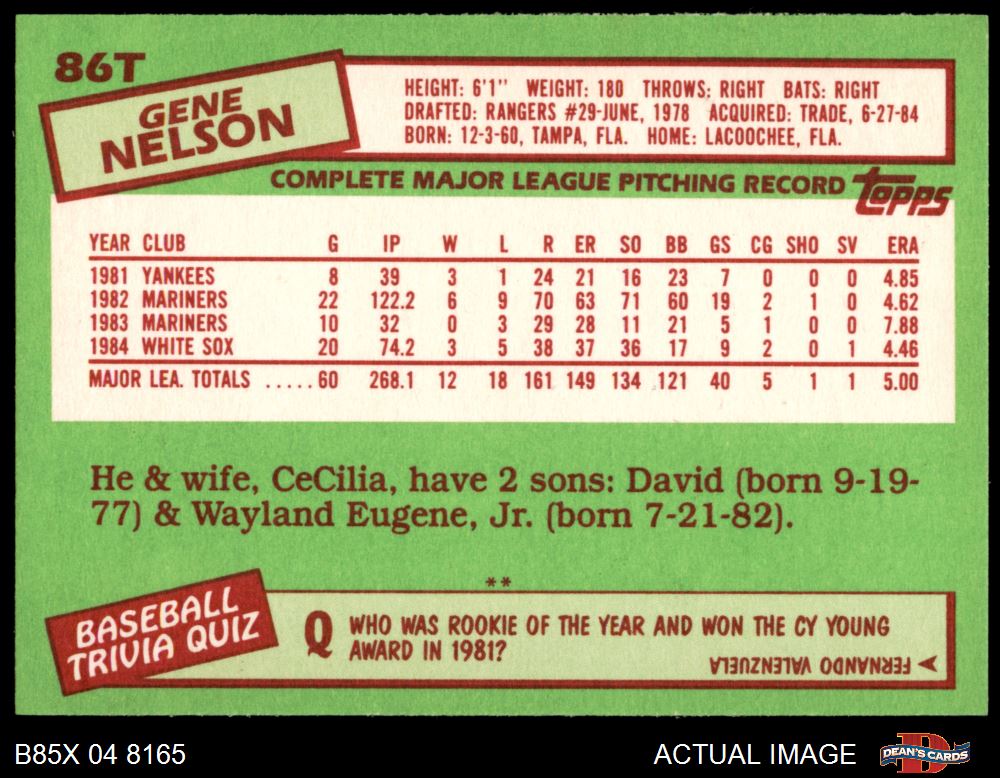 86T
GENE
NELSON
HEIGHT: 6'1" WEIGHT: 180 THROWS: RIGHT BATS: RIGHT
DRAFTED: RANGERS #29-JUNE, 1978 ACQUIRED: TRADE, 6-27-84
BORN: 12-3-60, TAMPA, FLA. HOME: LACOOCHEE, FLA.
COMPLETE MAJOR LEAGUE PITCHING RECORD topps
YEAR CLUB G IP W L R ER SO BB GS CG SHO SV ERA
1981 YANKEES 8 39 3 1 24 21 16 23 7 0 0 0 4.85
1982 MARINERS 22 122.2 6 9 70 63 71 60 19 2 1 0 4.62
1983 MARINERS 10 32 0 3 29 28 11 21 5 1 0 0 7.88
1984 WHITE SOX 20 74.2 3 5 38 37 36 17 9 2 0 1 4.46
MAJOR LEA. TOTALS .....60 268.1 12 18 161 149 134 121 40 5 1 1 5.00
He & wife, CeCilia, have 2 sons: David (born 9-19-
77) & Wayland Eugene, Jr. (born 7-21-82).
**
BASEBALL
TRIVIA QUIZ
Q WHO WAS ROOKIE OF THE YEAR AND WON THE CY YOUNG
AWARD IN 1981?
FERNANDO VALENZUELA
B85X 04 8165 ACTUAL IMAGE DEAN'S CARDS